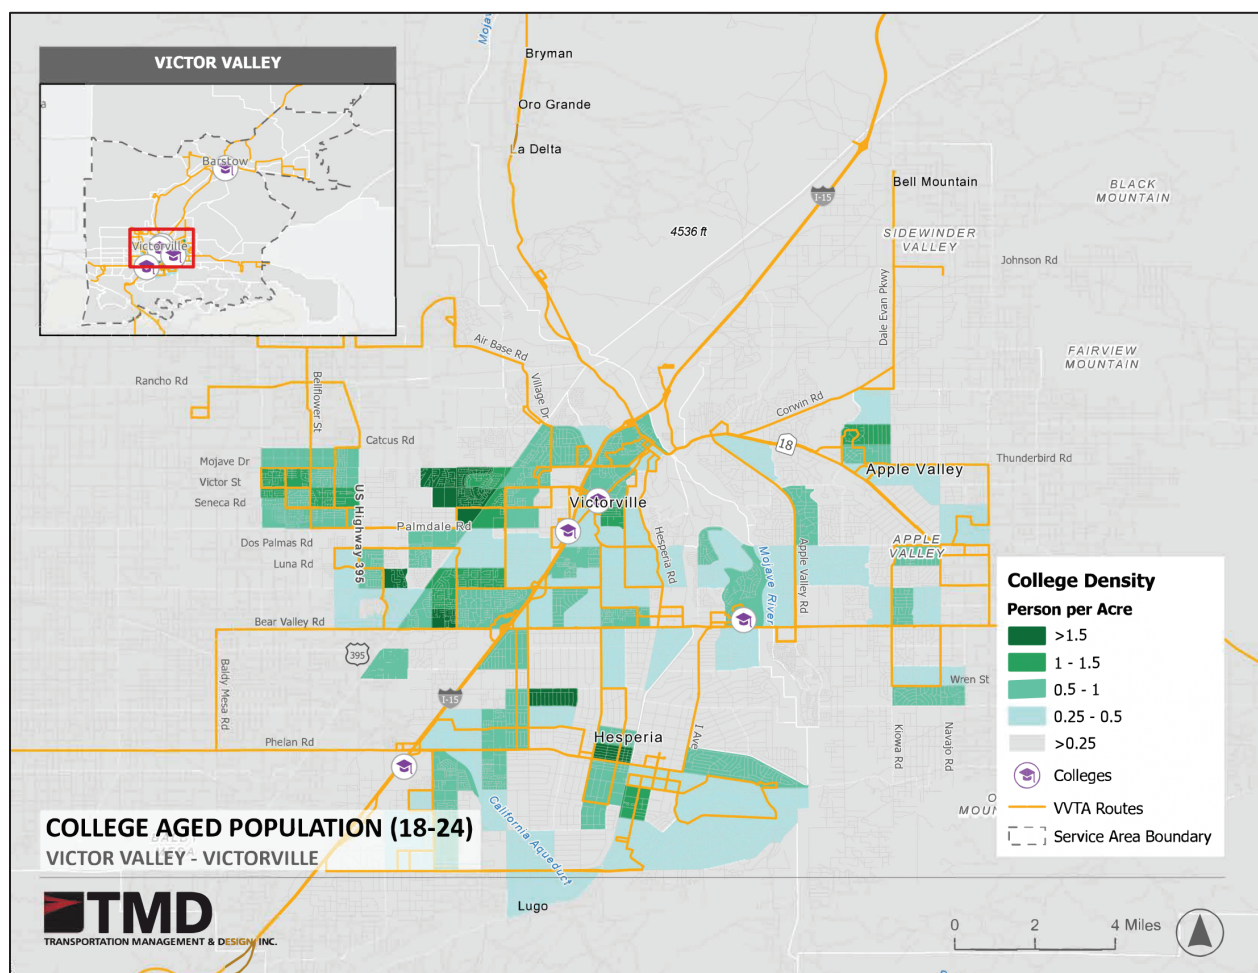 VICTOR VALLEY
Barstow
Victorville
Bryman
Oro Grande
La Delta
I-15
Bell Mountain
BLACK
MOUNTAIN
4536 ft
SIDEWINDER
VALLEY
Johnson Rd
Dale Evan Pkwy
Air Base Rd
FAIRVIEW
MOUNTAIN
Rancho Rd
Bellflower St
Village Dr
Corwin Rd
Catcus Rd
18
Mojave Dr
Thunderbird Rd
Apple Valley
Victor St
Seneca Rd
US Highway 395
Victorville
Palmdale Rd
Dos Palmas Rd
Luna Rd
Hesperia Rd
Mojave River
Apple Valley Rd
APPLE
VALLEY
Bear Valley Rd
395
Baldy Mesa Rd
I-15
Wren St
Phelan Rd
Hesperia
I Ave
Kiowa Rd
Navajo Rd
California Aqueduct
Lugo
College Density
Person per Acre
>1.5
1 - 1.5
0.5 - 1
0.25 - 0.5
>0.25
Colleges
VVTA Routes
Service Area Boundary
COLLEGE AGED POPULATION (18-24)
VICTOR VALLEY - VICTORVILLE
TMD
TRANSPORTATION MANAGEMENT & DESIGN, INC.
0 2 4 Miles